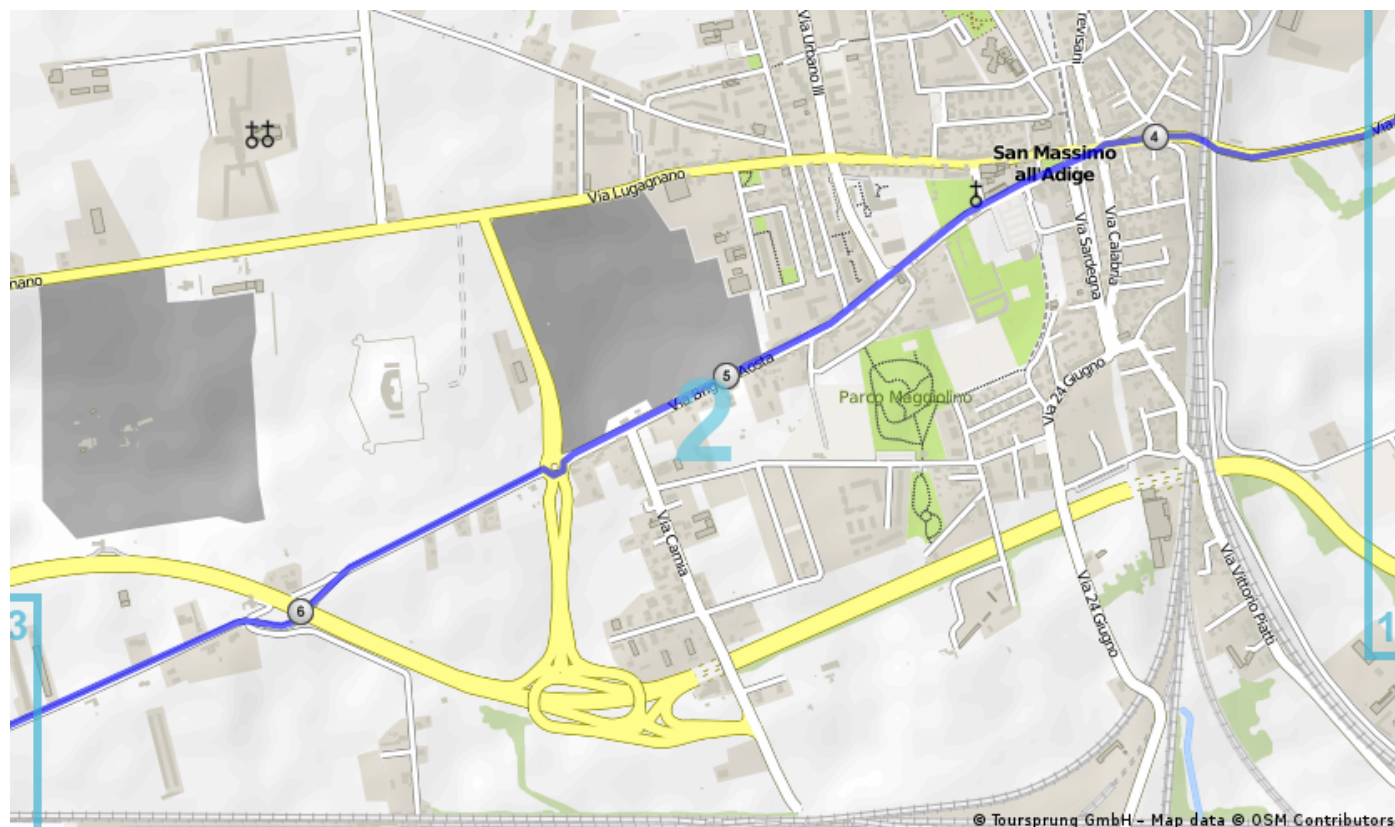 Via Urbano III
Trevisani
4
San Massimo
all'Adige
Via Lugagnano
Via Sardegna
Via Calabria
5
Aosta
2
Parco Maggiolino
Via 24 Giugno
Via Carnia
Via 24 Giugno
Via Vittorio Piatti
6
3
1
© Toursprung GmbH – Map data © OSM Contributors